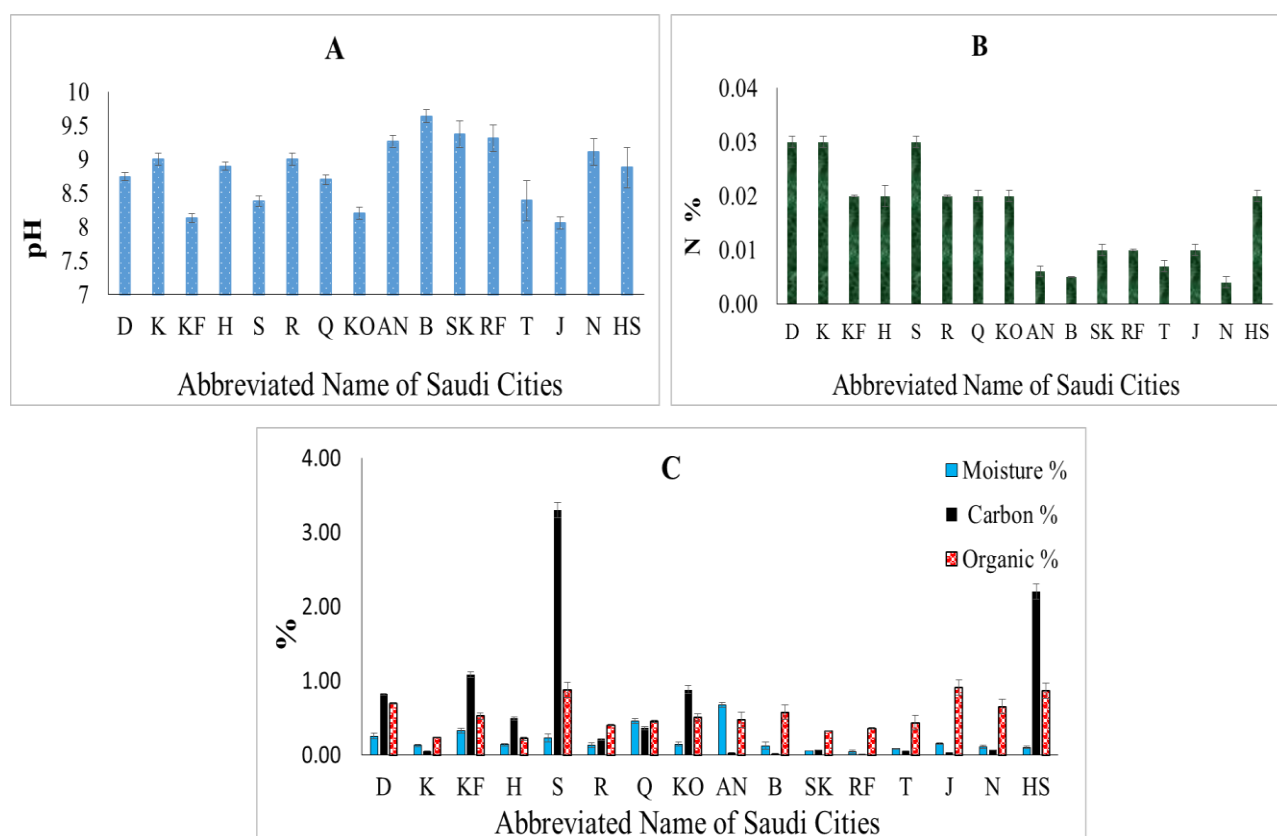 A
10
9.5
9
8.5
8
7.5
7
pH
D K KF H S R Q KO AN B SK RF T J N HS
Abbreviated Name of Saudi Cities
B
0.04
0.03
0.02
0.01
0.00
N %
D K KF H S R Q KO AN B SK RF T J N HS
Abbreviated Name of Saudi Cities
C
4.00
3.00
2.00
1.00
0.00
%
Moisture %
Carbon %
Organic %
D K KF H S R Q KO AN B SK RF T J N HS
Abbreviated Name of Saudi Cities